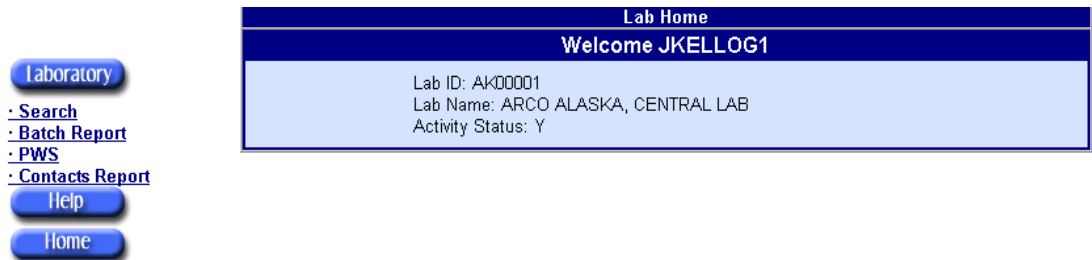 Lab Home
Welcome JKELLOG1
Lab ID: AK00001
Lab Name: ARCO ALASKA, CENTRAL LAB
Activity Status: Y
Laboratory
· Search
· Batch Report
· PWS
· Contacts Report
Help
Home